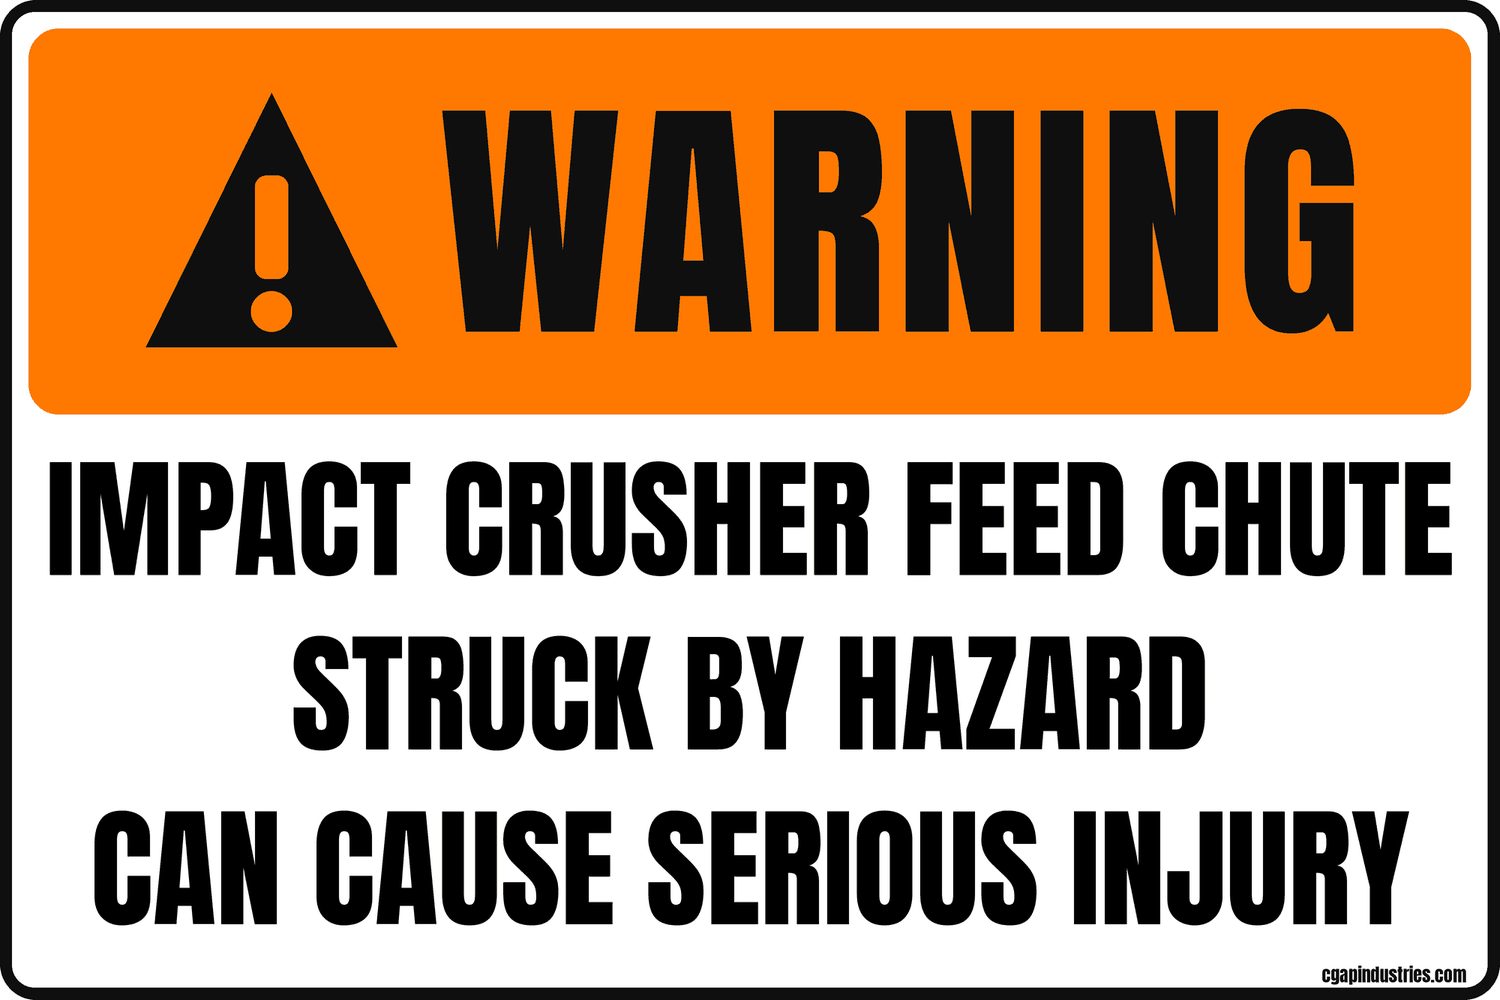 WARNING
IMPACT CRUSHER FEED CHUTE
STRUCK BY HAZARD
CAN CAUSE SERIOUS INJURY
cgapindustries.com